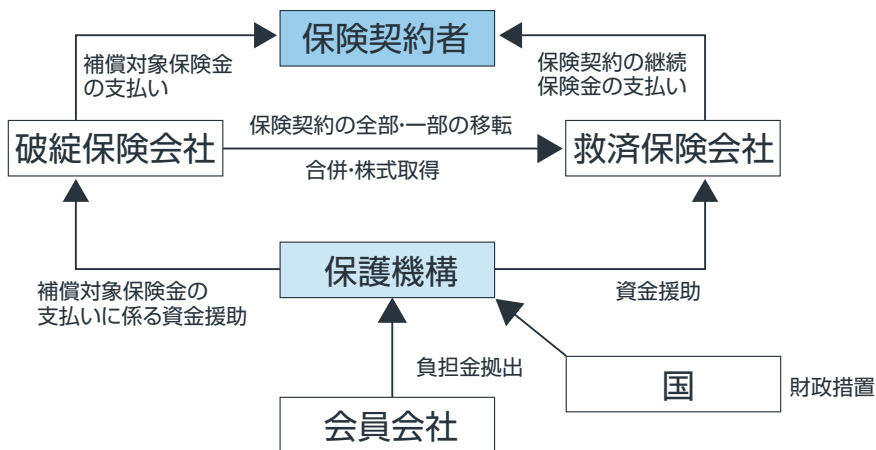 保険契約者
補償対象保険金
の支払い
保険契約の継続
保険金の支払い
破綻保険会社
保険契約の全部・一部の移転
合併・株式取得
救済保険会社
保護機構
補償対象保険金の
支払いに係る資金援助
資金援助
負担金拠出
国
財政措置
会員会社